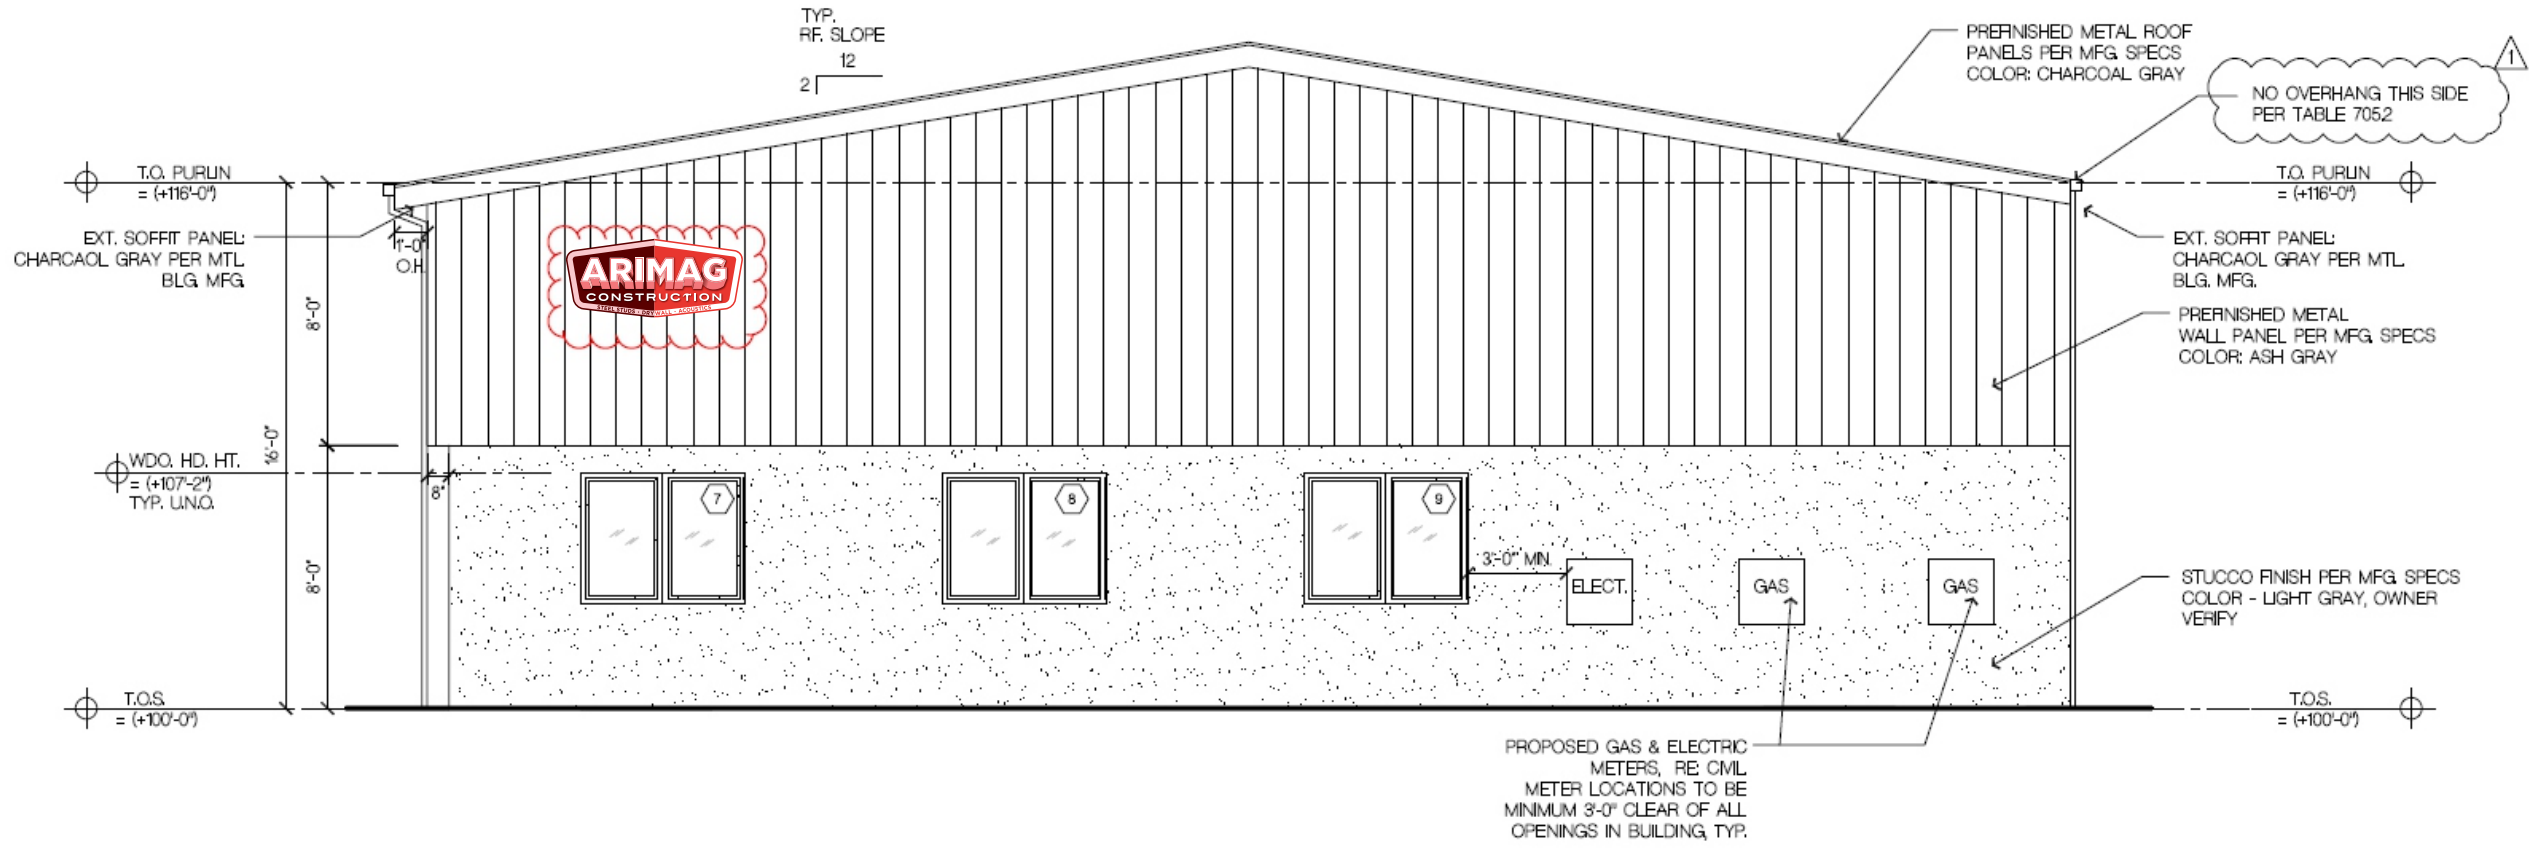 TYP.
RF. SLOPE
12
2
PREFINISHED METAL ROOF
PANELS PER MFG. SPECS
COLOR: CHARCOAL GRAY
1
NO OVERHANG THIS SIDE
PER TABLE 705.2
T.O. PURLIN
= (+116'-0")
T.O. PURLIN
= (+116'-0")
EXT. SOFFIT PANEL:
CHARCAOL GRAY PER MTL.
BLG. MFG.
1'-0"
O.H.
8'-0"
ARIMAG
CONSTRUCTION
STEEL STUDS - DRYWALL - ACOUSTICS
EXT. SOFFIT PANEL:
CHARCAOL GRAY PER MTL.
BLG. MFG.
PREFINISHED METAL
WALL PANEL PER MFG. SPECS
COLOR: ASH GRAY
16'-0"
WDO. HD. HT.
= (+107'-2")
TYP. U.N.O.
8"
7
8
9
8'-0"
3'-0" MIN.
ELECT.
GAS
GAS
STUCCO FINISH PER MFG. SPECS
COLOR - LIGHT GRAY, OWNER
VERIFY
T.O.S.
= (+100'-0")
T.O.S.
= (+100'-0")
PROPOSED GAS & ELECTRIC
METERS, RE: CIVIL
METER LOCATIONS TO BE
MINIMUM 3'-0" CLEAR OF ALL
OPENINGS IN BUILDING, TYP.